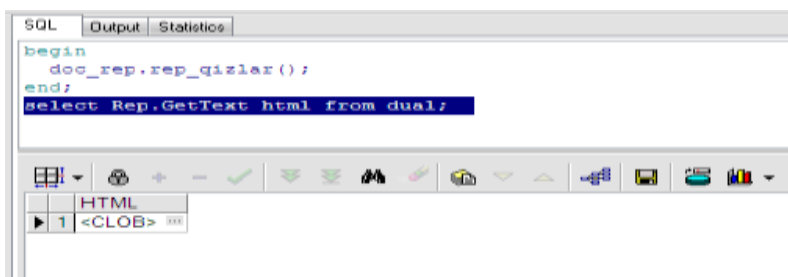 SQL Output Statistics
begin
doc_rep.rep_qizlar();
end;
select Rep.GetText html from dual;
HTML
1 <CLOB> ...